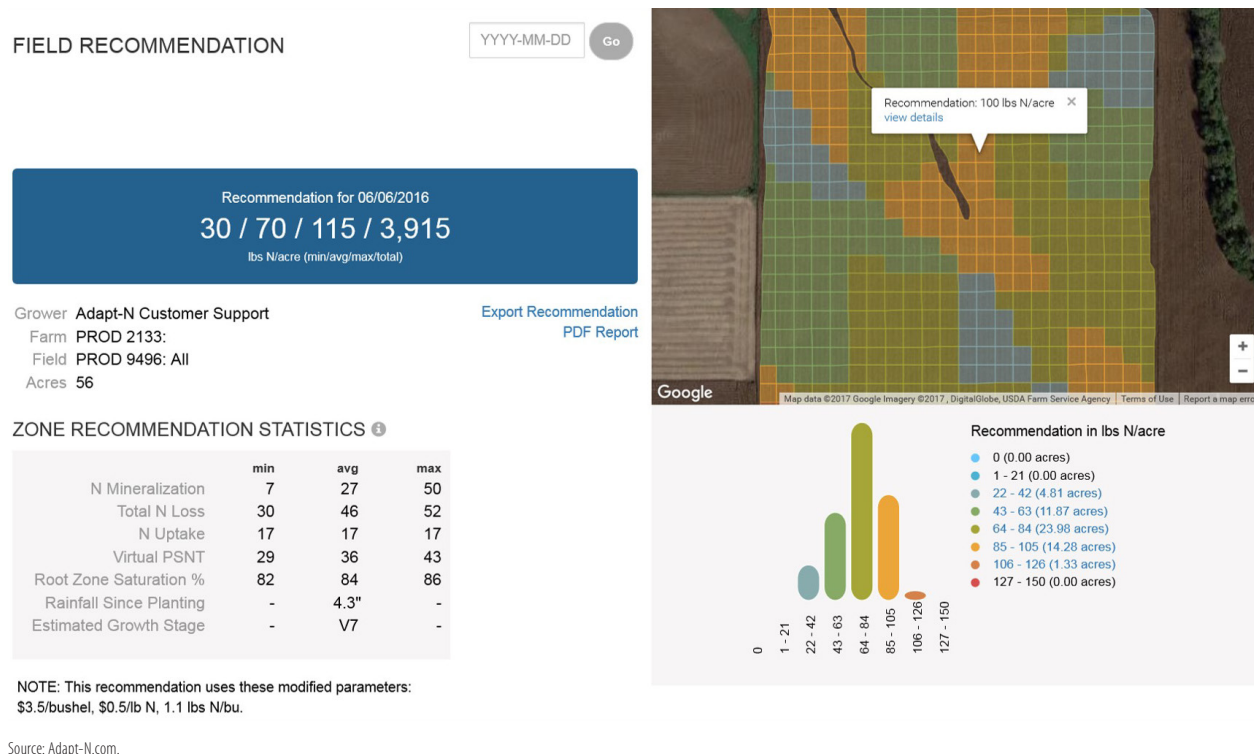 FIELD RECOMMENDATION
YYYY-MM-DD
Go
Recommendation for 06/06/2016
30 / 70 / 115 / 3,915
lbs N/acre (min/avg/max/total)
Grower Adapt-N Customer Support
Farm PROD 2133:
Field PROD 9496: All
Acres 56
Export Recommendation
PDF Report
ZONE RECOMMENDATION STATISTICS i
min avg max
N Mineralization 7 27 50
Total N Loss 30 46 52
N Uptake 17 17 17
Virtual PSNT 29 36 43
Root Zone Saturation % 82 84 86
Rainfall Since Planting - 4.3" -
Estimated Growth Stage - V7 -
NOTE: This recommendation uses these modified parameters:
$3.5/bushel, $0.5/lb N, 1.1 lbs N/bu.
Source: Adapt-N.com.
Recommendation: 100 lbs N/acre ×
view details
+
−
Google
Map data ©2017 Google Imagery ©2017 , DigitalGlobe, USDA Farm Service Agency Terms of Use Report a map erro
Recommendation in lbs N/acre
0 (0.00 acres)
1 - 21 (0.00 acres)
22 - 42 (4.81 acres)
43 - 63 (11.87 acres)
64 - 84 (23.98 acres)
85 - 105 (14.28 acres)
106 - 126 (1.33 acres)
127 - 150 (0.00 acres)
0
1 - 21
22 - 42
43 - 63
64 - 84
85 - 105
106 - 126
127 - 150